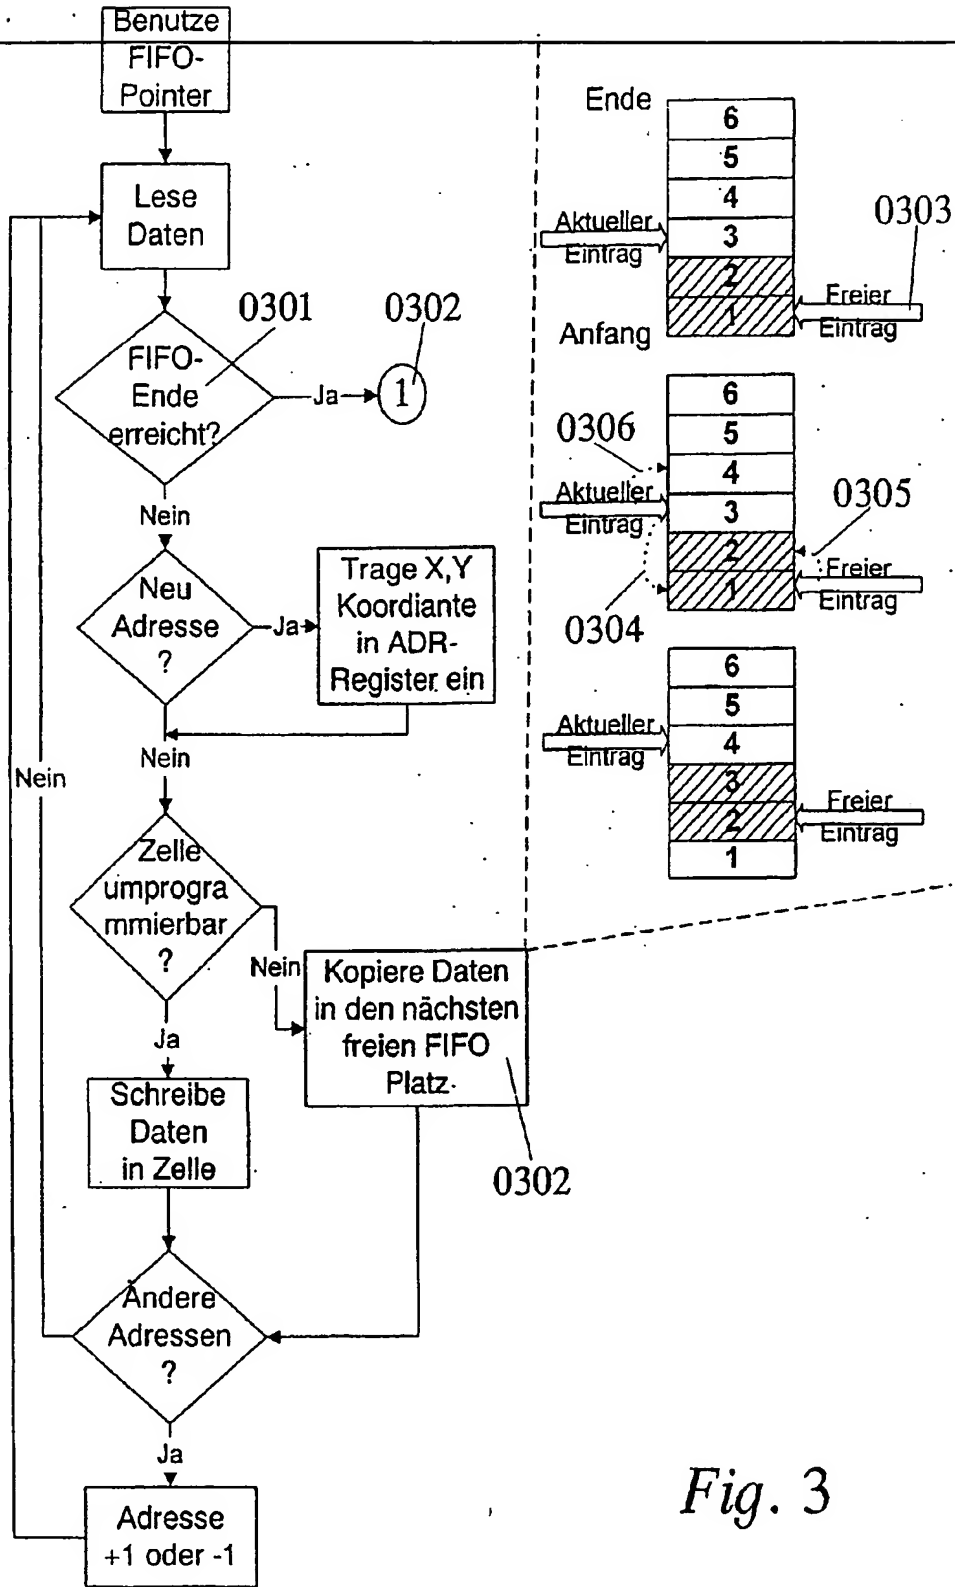 Benutze
FIFO-
Pointer
Lese
Daten
0301
0302
FIFO-
Ende
erreicht?
Ja
1
Nein
Neu
Adresse
?
Ja
Trage X,Y
Koordiante
in ADR-
Register ein
Nein
Nein
Zelle
umprogra
mmierbar
?
Nein
Kopiere Daten
in den nächsten
freien FIFO
Platz
Ja
Schreibe
Daten
in Zelle
0302
Ändere
Adressen
?
Ja
Adresse
+1 oder -1
Ende
6
5
4
3
2
1
Aktueller
Eintrag
0303
Freier
Eintrag
Anfang
6
5
4
3
2
1
0306
Aktueller
Eintrag
0305
Freier
Eintrag
0304
6
5
4
3
2
1
Aktueller
Eintrag
Freier
Eintrag
Fig. 3